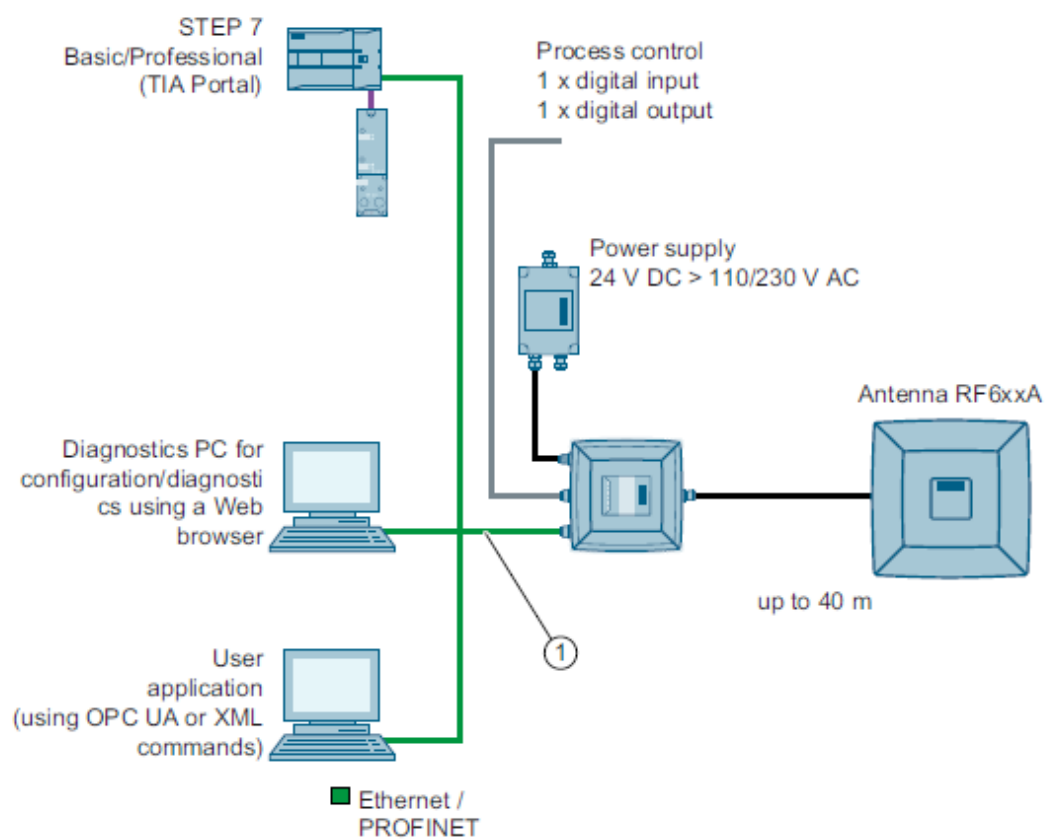 STEP 7
Basic/Professional
(TIA Portal)
Process control
1 x digital input
1 x digital output
Power supply
24 V DC > 110/230 V AC
Antenna RF6xxA
Diagnostics PC for
configuration/diagnosti
cs using a Web
browser
up to 40 m
1
User
application
(using OPC UA or XML
commands)
Ethernet /
PROFINET